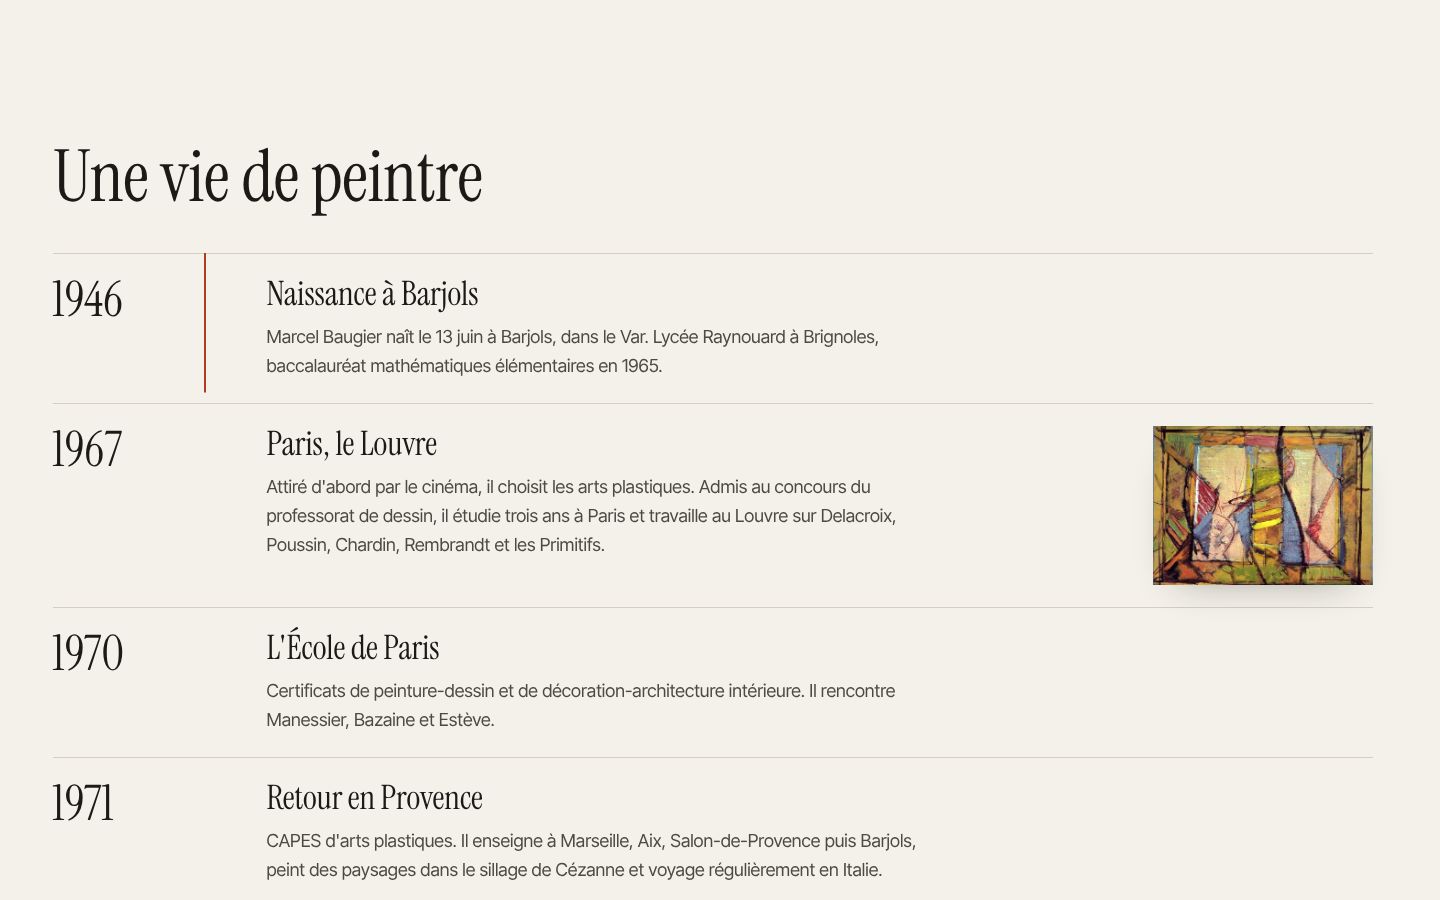 Une vie de peintre
1946
Naissance à Barjols
Marcel Baugier naît le 13 juin à Barjols, dans le Var. Lycée Raynouard à Brignoles,
baccalauréat mathématiques élémentaires en 1965.
1967
Paris, le Louvre
Attiré d'abord par le cinéma, il choisit les arts plastiques. Admis au concours du
professorat de dessin, il étudie trois ans à Paris et travaille au Louvre sur Delacroix,
Poussin, Chardin, Rembrandt et les Primitifs.
1970
L'École de Paris
Certificats de peinture-dessin et de décoration-architecture intérieure. Il rencontre
Manessier, Bazaine et Estève.
1971
Retour en Provence
CAPES d'arts plastiques. Il enseigne à Marseille, Aix, Salon-de-Provence puis Barjols,
peint des paysages dans le sillage de Cézanne et voyage régulièrement en Italie.